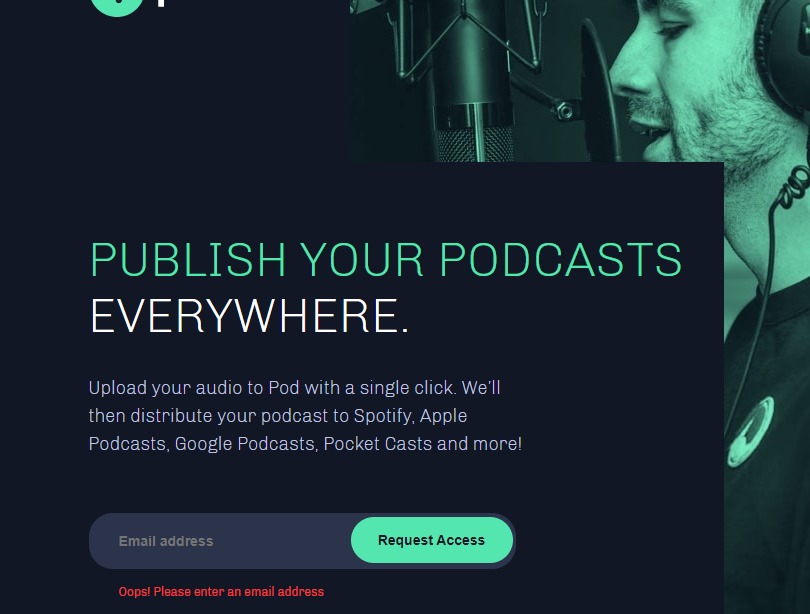 PUBLISH YOUR PODCASTS
EVERYWHERE.
Upload your audio to Pod with a single click. We’ll
then distribute your podcast to Spotify, Apple
Podcasts, Google Podcasts, Pocket Casts and more!
Email address
Request Access
Oops! Please enter an email address